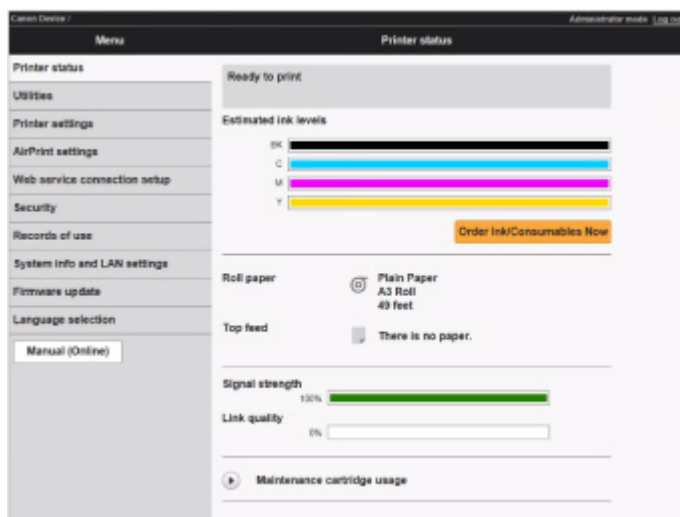 Canon Device /
Administrator mode Log out
Menu
Printer status
Printer status
Utilities
Printer settings
AirPrint settings
Web service connection setup
Security
Records of use
System info and LAN settings
Firmware update
Language selection
Manual (Online)
Ready to print
Estimated ink levels
BK
C
M
Y
Order Ink/Consumables Now
Roll paper
Plain Paper
A3 Roll
49 feet
Top feed
There is no paper.
Signal strength
100%
Link quality
0%
Maintenance cartridge usage